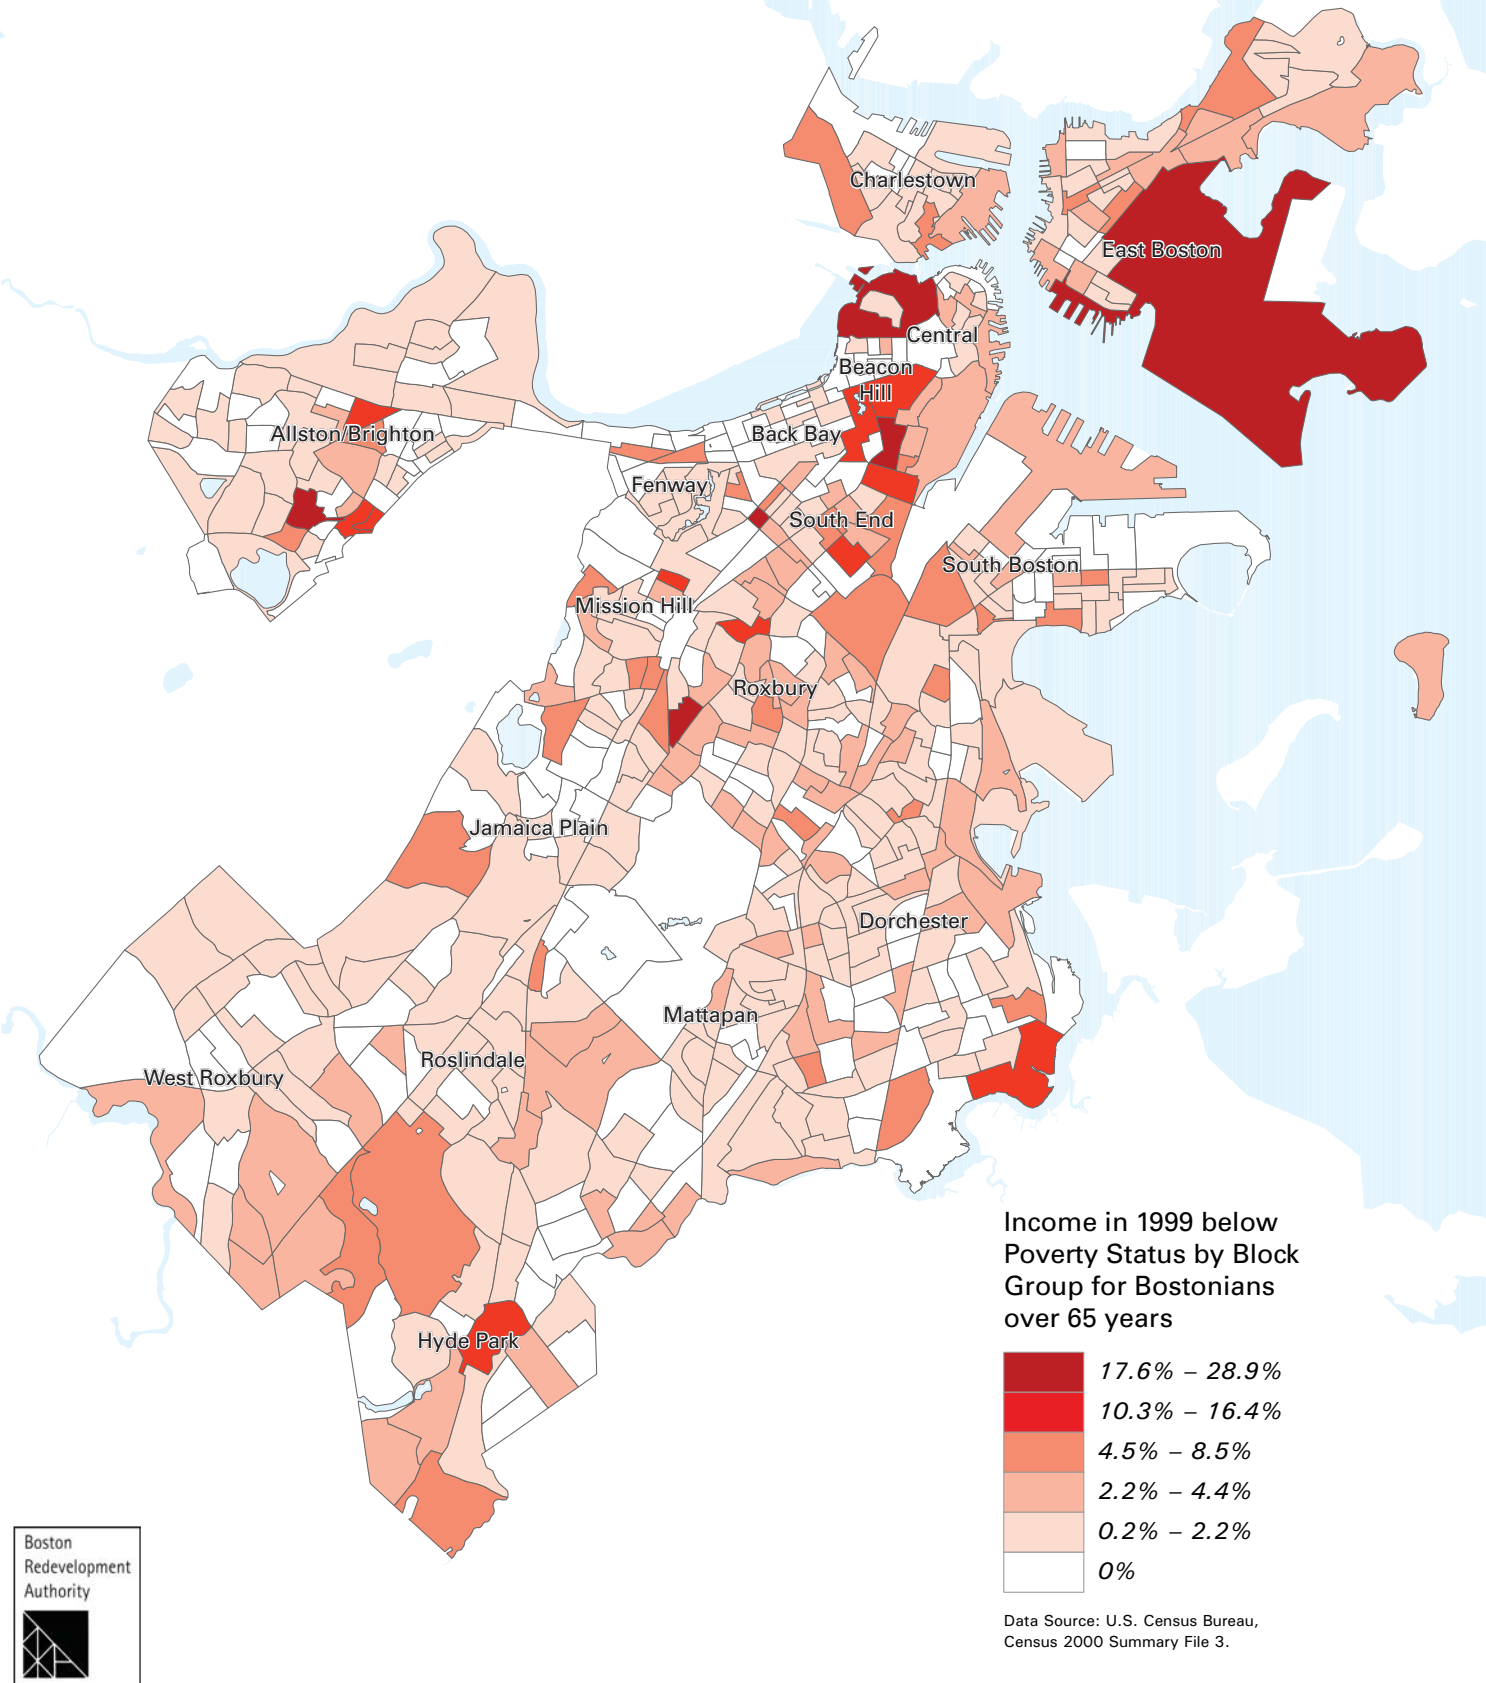 Charlestown
East Boston
Central
Beacon
Hill
Allston/Brighton
Back Bay
Fenway
South End
South Boston
Mission Hill
Roxbury
Jamaica Plain
Dorchester
Mattapan
Roslindale
West Roxbury
Hyde Park
Income in 1999 below
Poverty Status by Block
Group for Bostonians
over 65 years
17.6% – 28.9%
10.3% – 16.4%
4.5% – 8.5%
2.2% – 4.4%
0.2% – 2.2%
0%
Data Source: U.S. Census Bureau,
Census 2000 Summary File 3.
Boston
Redevelopment
Authority